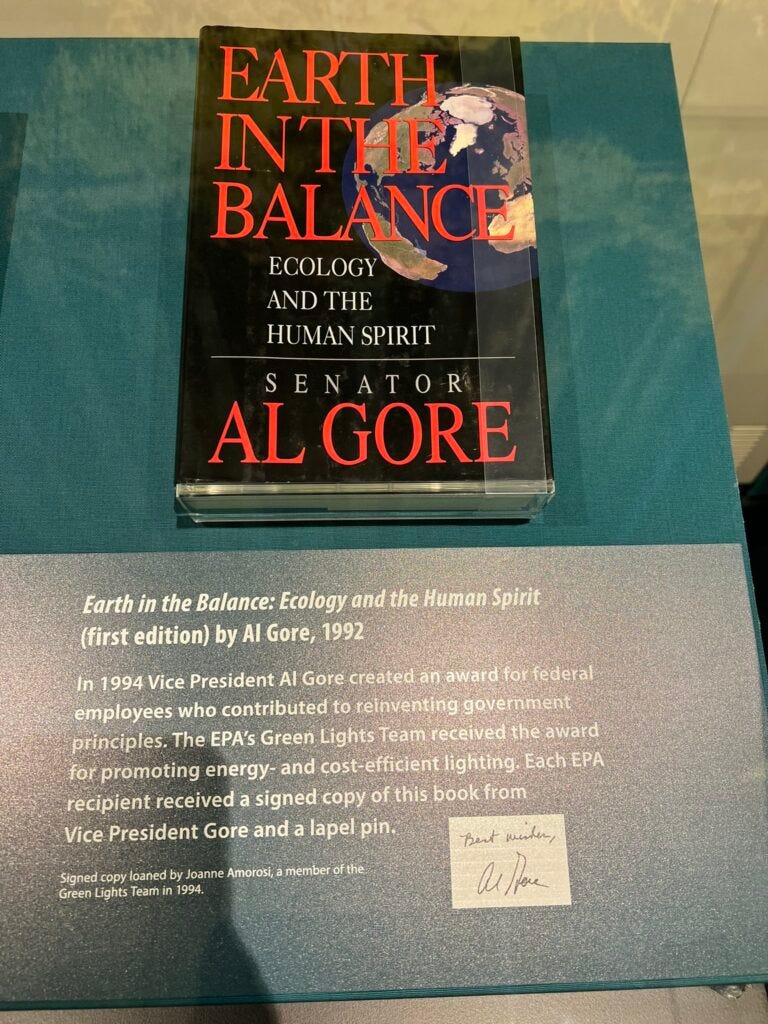 EARTH
IN THE
BALANCE
ECOLOGY
AND THE
HUMAN SPIRIT
SENATOR
AL GORE
Earth in the Balance: Ecology and the Human Spirit
(first edition) by Al Gore, 1992
In 1994 Vice President Al Gore created an award for federal
employees who contributed to reinventing government
principles. The EPA's Green Lights Team received the award
for promoting energy- and cost-efficient lighting. Each EPA
recipient received a signed copy of this book from
Vice President Gore and a lapel pin.
Signed copy loaned by Joanne Amorosi, a member of the
Green Lights Team in 1994.
Best wishes,
Al Gore